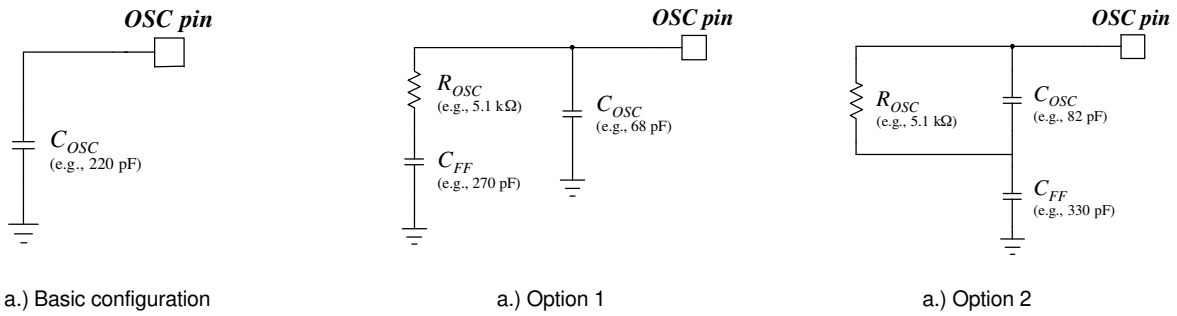 OSC pin
C_OSC
(e.g., 220 pF)
a.) Basic configuration
OSC pin
R_OSC
(e.g., 5.1 kΩ)
C_OSC
(e.g., 68 pF)
C_FF
(e.g., 270 pF)
a.) Option 1
OSC pin
R_OSC
(e.g., 5.1 kΩ)
C_OSC
(e.g., 82 pF)
C_FF
(e.g., 330 pF)
a.) Option 2